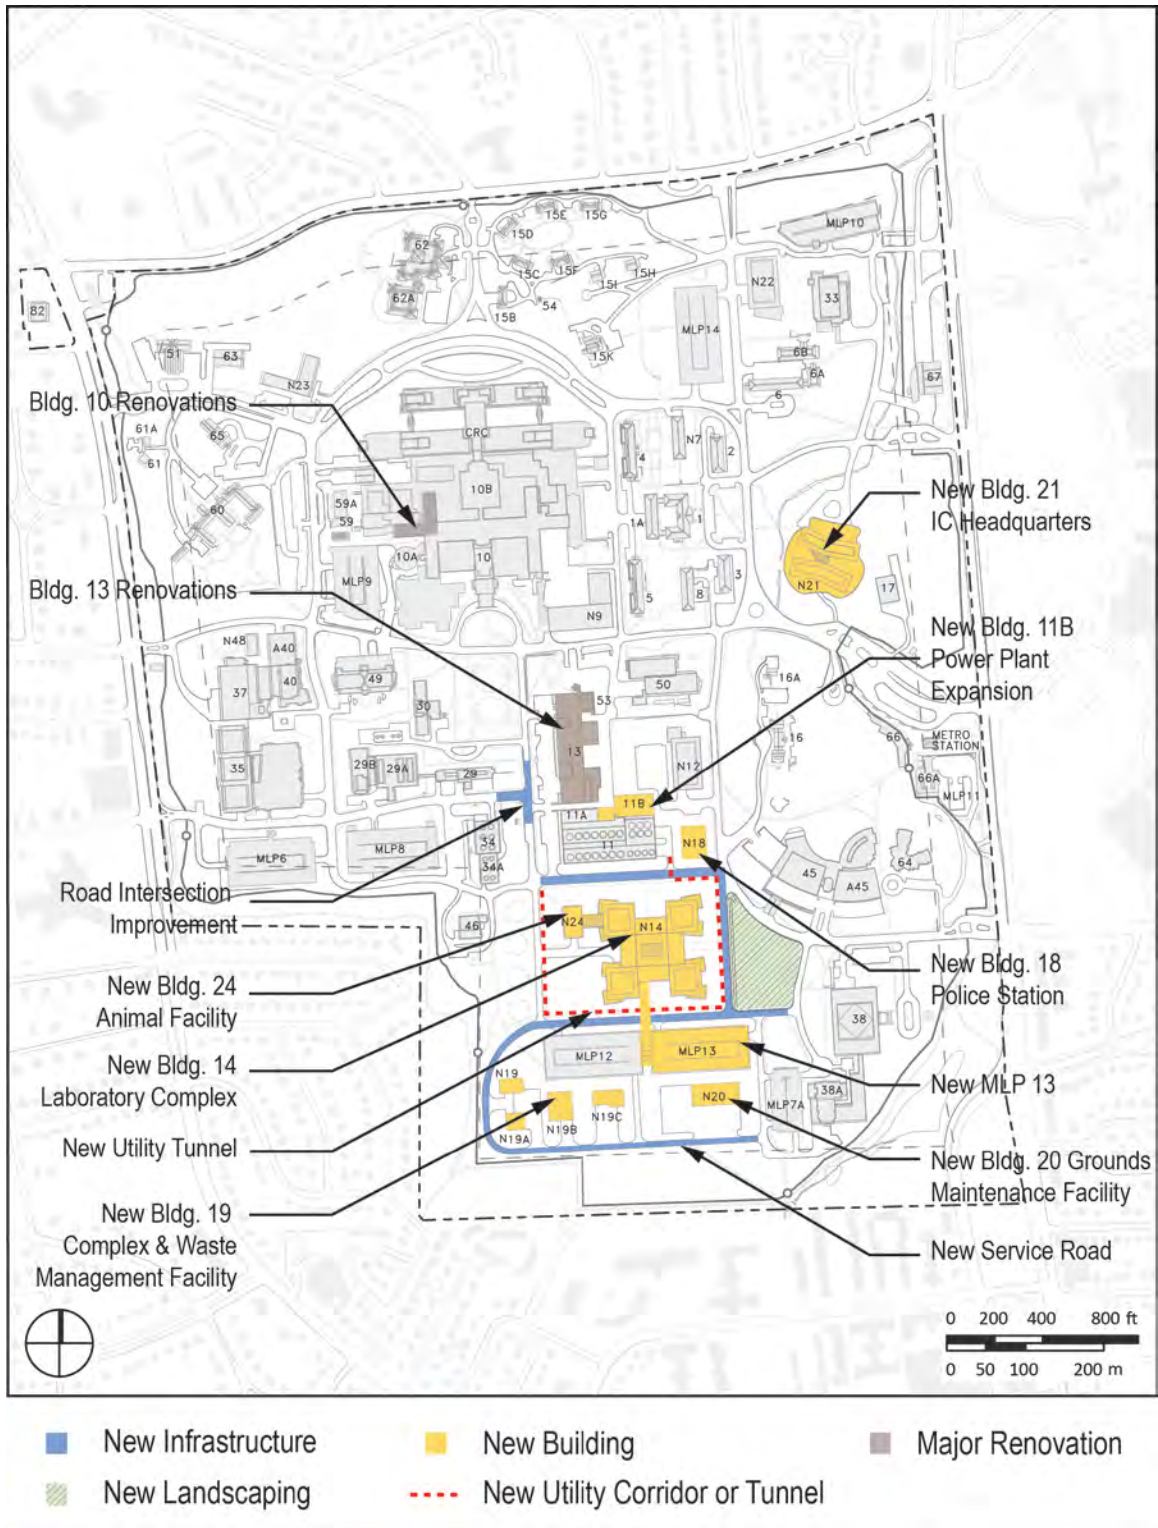 15E
15G
15D
MLP10
62
15C
15F
15H
15I
N22
62A
54
33
82
15B
MLP14
15K
51
63
6B
6A
67
N23
6
Bldg. 10 Renovations
61A
65
CRC
N7
61
4
2
10B
New Bldg. 21
IC Headquarters
59A
60
59
1A
1
10A
10
MLP9
N21
17
Bldg. 13 Renovations
5
8
3
N9
New Bldg. 11B
Power Plant
Expansion
N48
A40
37
40
49
50
16A
30
53
13
16
66
METRO
STATION
N12
35
29B
29A
29
66A
MLP11
11B
11A
34
N18
MLP6
MLP8
11
34A
45
A45
64
Road Intersection
Improvement
46
N24
N14
New Bldg. 18
Police Station
New Bldg. 24
Animal Facility
38
New Bldg. 14
Laboratory Complex
MLP12
MLP13
N19
New MLP 13
38A
MLP7A
N20
N19C
N19B
N19A
New Utility Tunnel
New Bldg. 20 Grounds
Maintenance Facility
New Bldg. 19
Complex & Waste
Management Facility
New Service Road
0 200 400 800 ft
0 50 100 200 m
New Infrastructure
New Building
Major Renovation
New Landscaping
New Utility Corridor or Tunnel